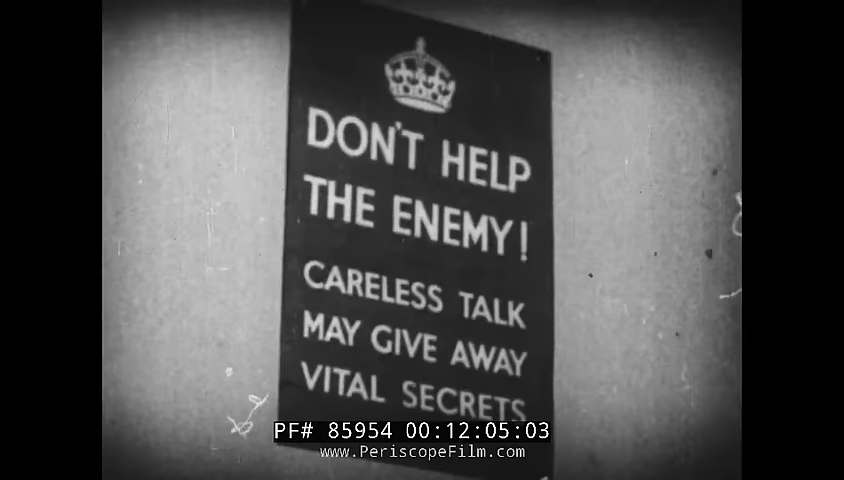 DON'T HELP
THE ENEMY!
CARELESS TALK
MAY GIVE AWAY
VITAL SECRETS
PF# 85954 00:12:05:03
www.PeriscopeFilm.com